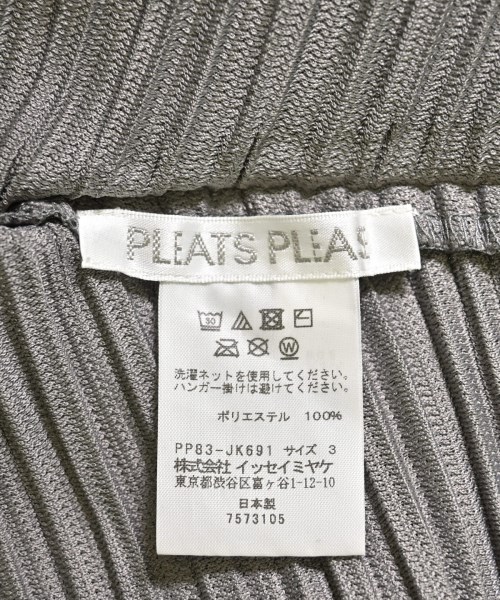 PLEATS PLEAS
30
W
洗濯ネットを使用してください。
ハンガー掛けは避けてください。
ポリエステル 100%
PP83-JK691 サイズ 3
株式会社 イッセイミヤケ
東京都渋谷区富ヶ谷1-12-10
日本製
7573105